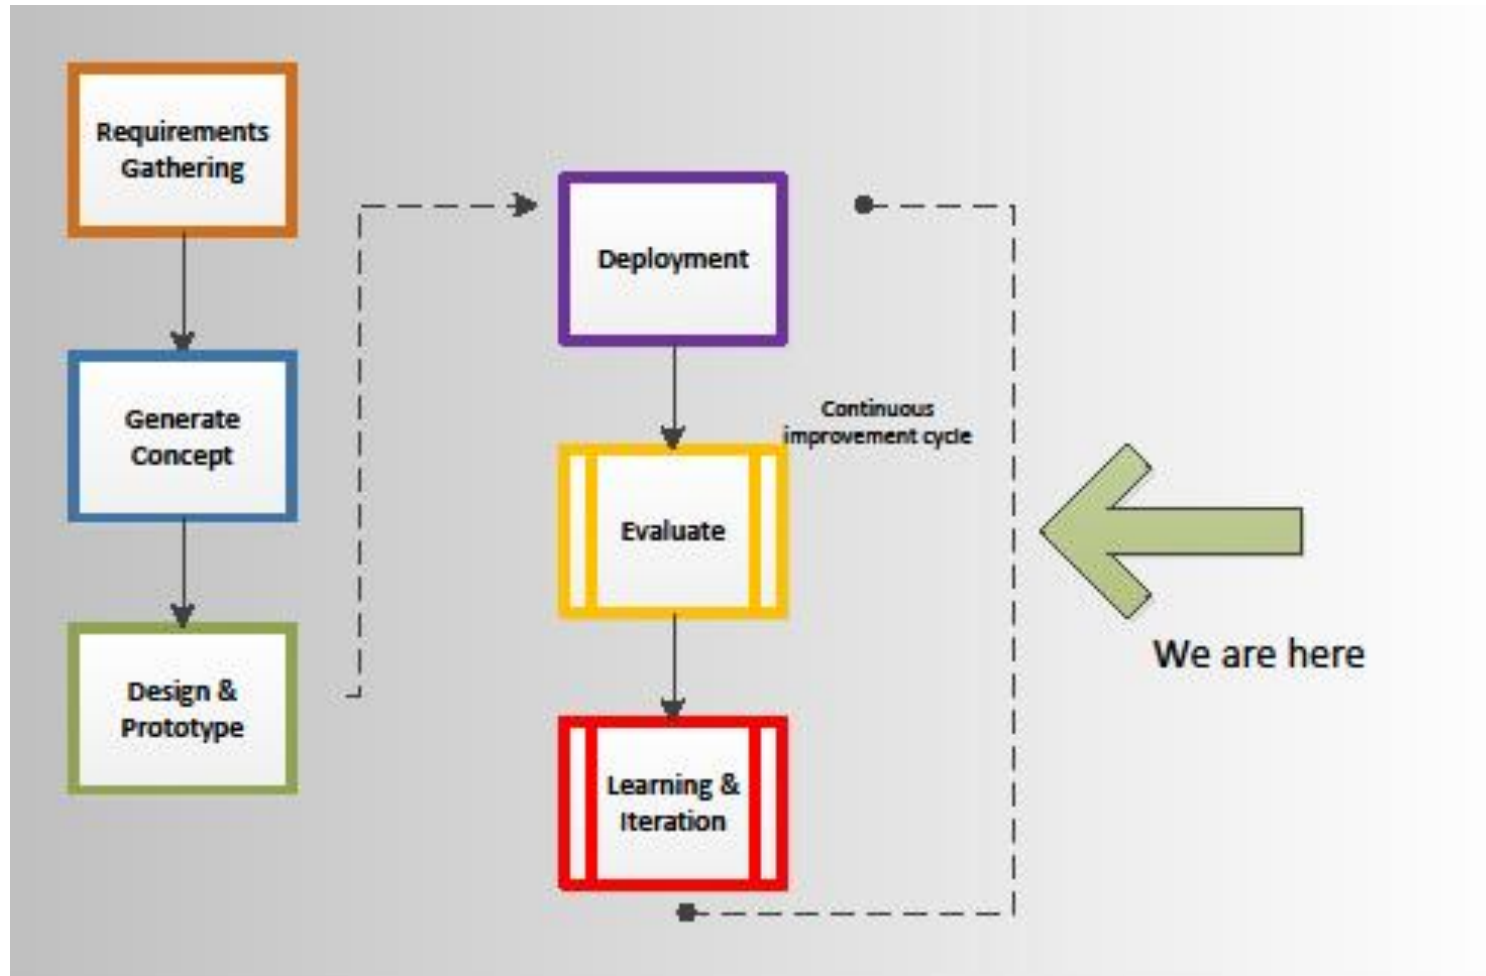 Requirements
Gathering
Generate
Concept
Design &
Prototype
Deployment
Continuous
improvement cycle
Evaluate
Learning &
Iteration
We are here